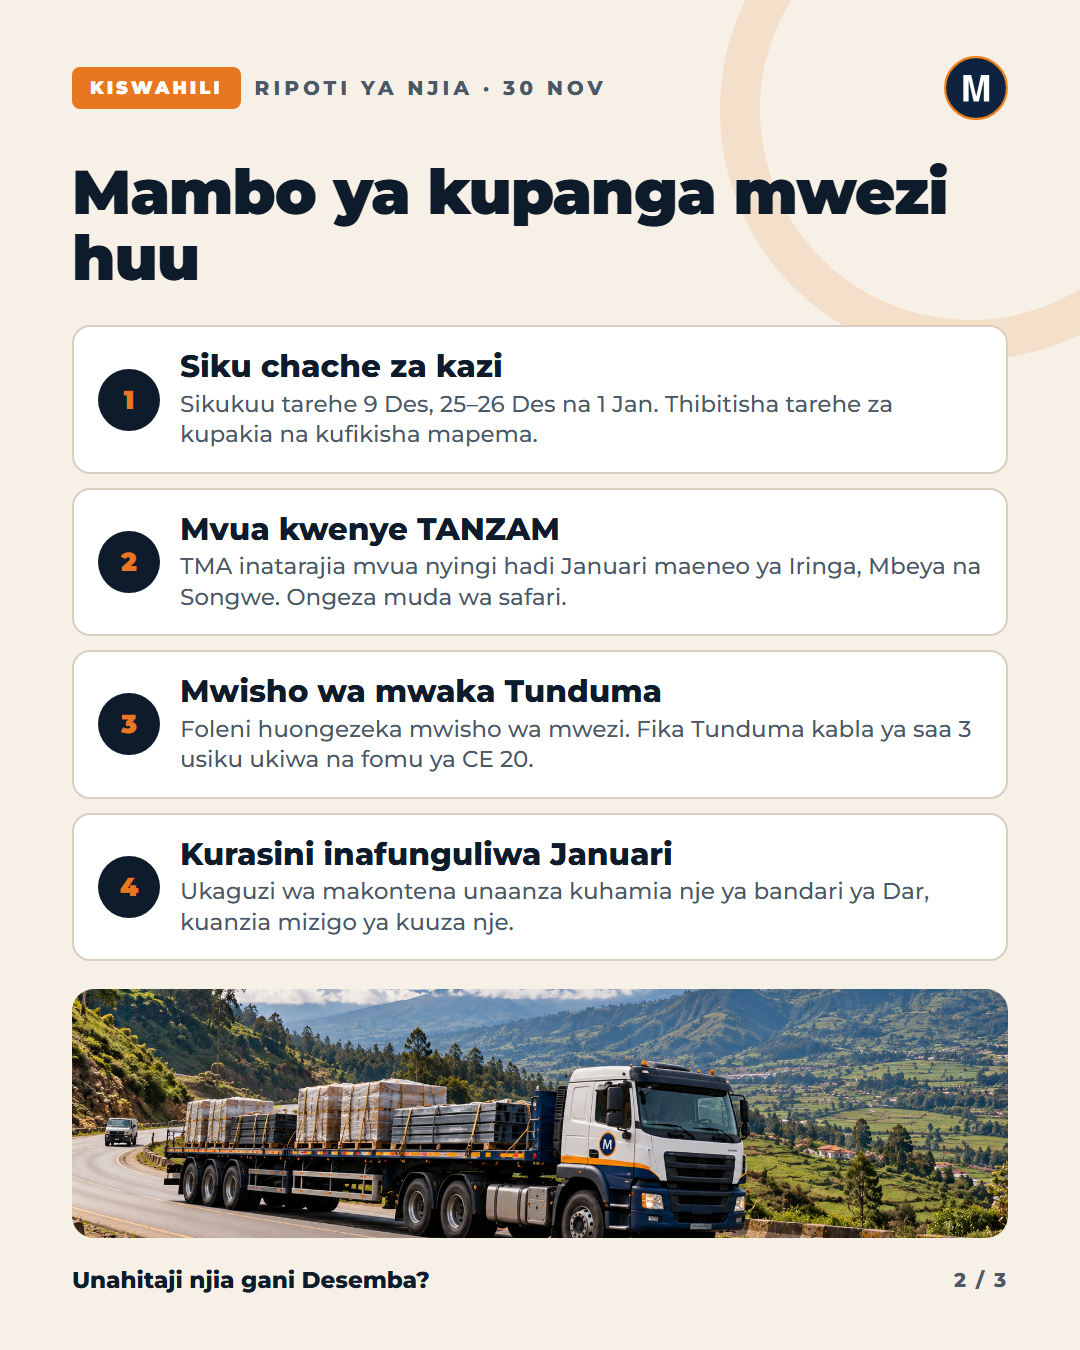 KISWAHILI RIPOTI YA NJIA · 30 NOV
M
Mambo ya kupanga mwezi
huu
1
Siku chache za kazi
Sikukuu tarehe 9 Des, 25–26 Des na 1 Jan. Thibitisha tarehe za
kupakia na kufikisha mapema.
2
Mvua kwenye TANZAM
TMA inatarajia mvua nyingi hadi Januari maeneo ya Iringa, Mbeya na
Songwe. Ongeza muda wa safari.
3
Mwisho wa mwaka Tunduma
Foleni huongezeka mwisho wa mwezi. Fika Tunduma kabla ya saa 3
usiku ukiwa na fomu ya CE 20.
4
Kurasini inafunguliwa Januari
Ukaguzi wa makontena unaanza kuhamia nje ya bandari ya Dar,
kuanzia mizigo ya kuuza nje.
M
Unahitaji njia gani Desemba?
2 / 3